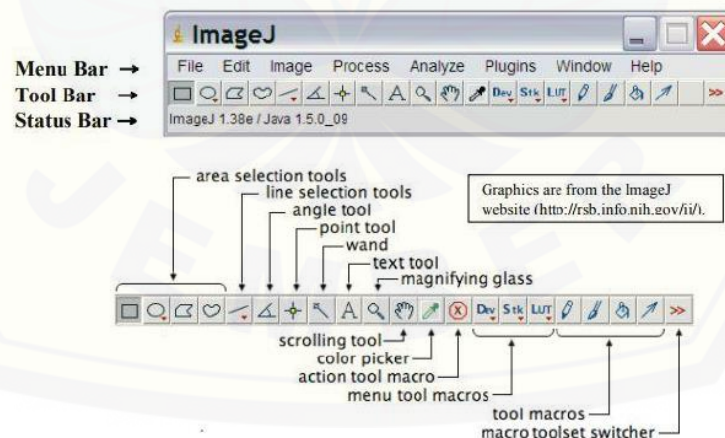 ImageJ
Menu Bar →
File Edit Image Process Analyze Plugins Window Help
Tool Bar →
A Dev Stk LUT >>
Status Bar →
ImageJ 1.38e / Java 1.5.0_09
area selection tools
line selection tools
angle tool
point tool
wand
text tool
magnifying glass
Graphics are from the ImageJ
website (http://rsb.info.nih.gov/ij/).
A X Dev Stk LUT >>
scrolling tool
color picker
action tool macro
menu tool macros
tool macros
macro toolset switcher